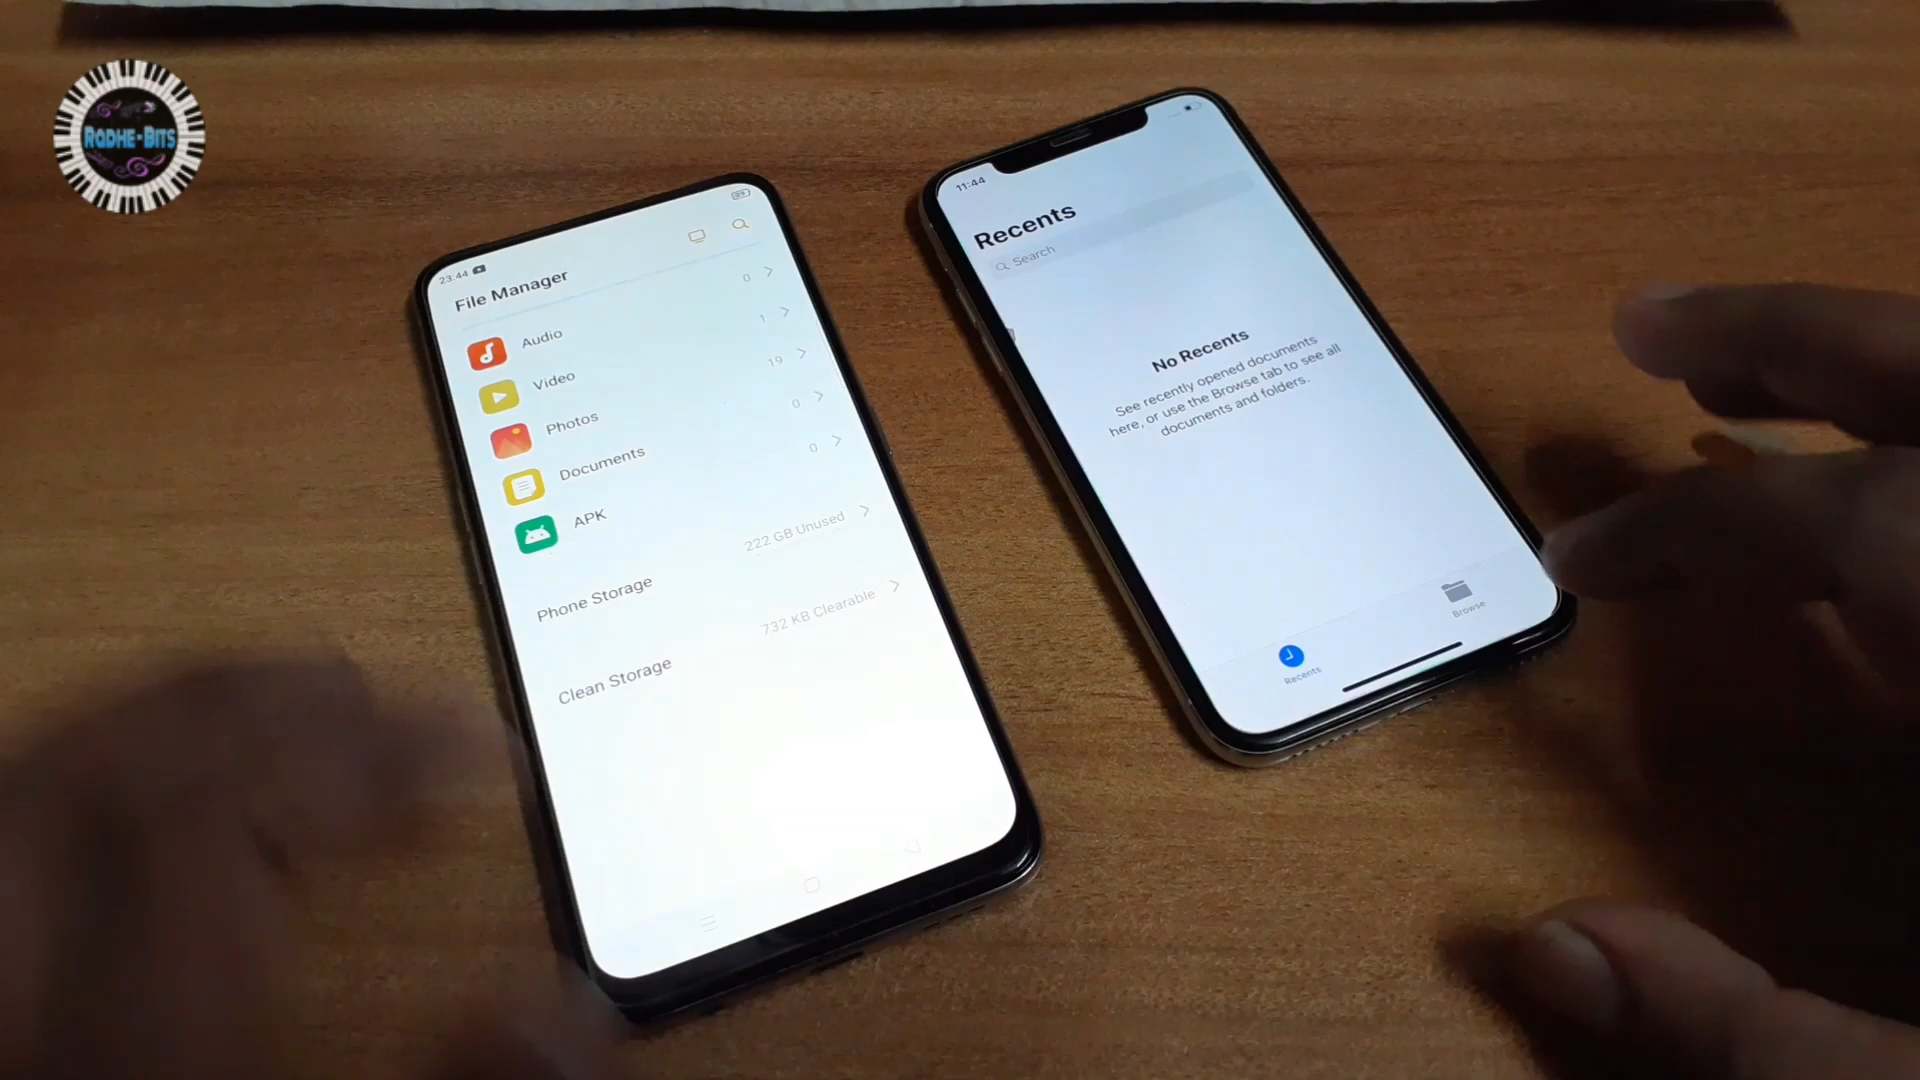 RODHE-BITS
23:44
File Manager
Audio
0
Video
1
Photos
19
Documents
0
APK
0
Phone Storage
222 GB Unused
Clean Storage
732 KB Clearable
11:44
Recents
Search
No Recents
See recently opened documents
here, or use the Browse tab to see all
documents and folders.
Recents
Browse